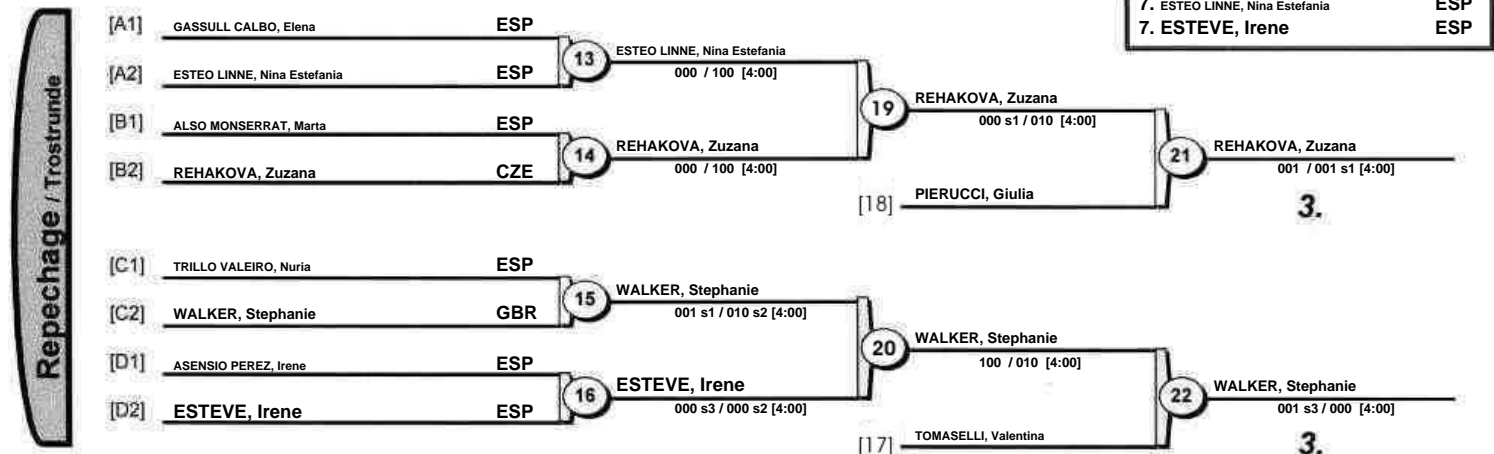 7. ESTEO LINNE, Nina Estefania ESP
7. ESTEVE, Irene ESP
Repechage / Trostrunde
[A1] GASSULL CALBO, Elena ESP
13 ESTEO LINNE, Nina Estefania
000 / 100 [4:00]
[A2] ESTEO LINNE, Nina Estefania ESP
19 REHAKOVA, Zuzana
000 s1 / 010 [4:00]
[B1] ALSO MONSERRAT, Marta ESP
14 REHAKOVA, Zuzana
000 / 100 [4:00]
21 REHAKOVA, Zuzana
001 / 001 s1 [4:00]
[B2] REHAKOVA, Zuzana CZE
[18] PIERUCCI, Giulia
3.
[C1] TRILLO VALEIRO, Nuria ESP
15 WALKER, Stephanie
001 s1 / 010 s2 [4:00]
[C2] WALKER, Stephanie GBR
20 WALKER, Stephanie
100 / 010 [4:00]
[D1] ASENSIO PEREZ, Irene ESP
16 ESTEVE, Irene
000 s3 / 000 s2 [4:00]
22 WALKER, Stephanie
001 s3 / 000 [4:00]
[D2] ESTEVE, Irene ESP
[17] TOMASELLI, Valentina
3.